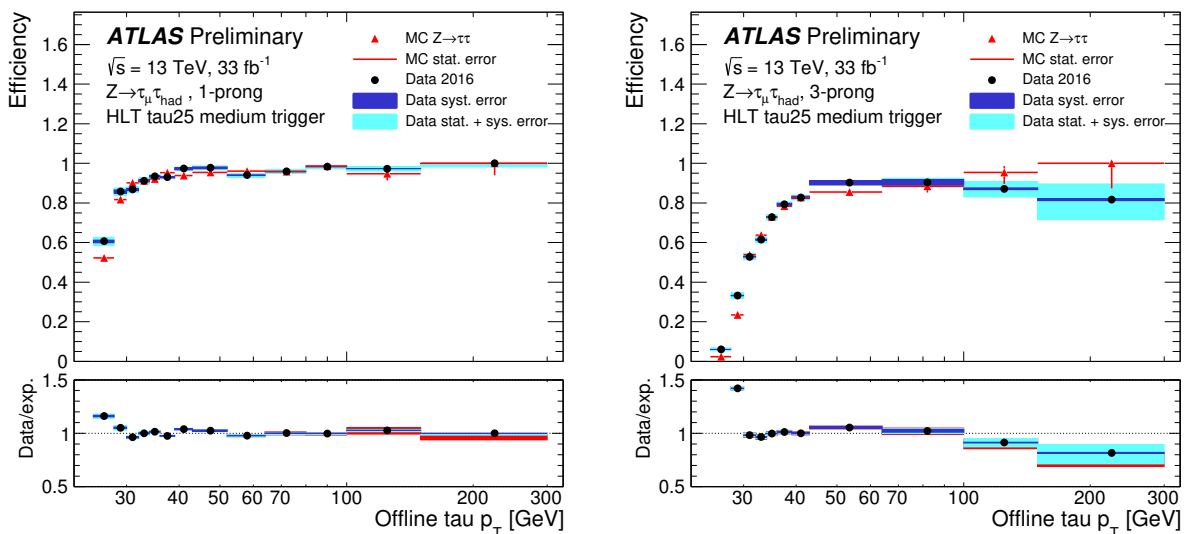 Efficiency
1.6
1.4
1.2
1
0.8
0.6
0.4
0.2
0
ATLAS Preliminary
√s = 13 TeV, 33 fb⁻¹
Z→τμτhad , 1-prong
HLT tau25 medium trigger
MC Z→ττ
MC stat. error
Data 2016
Data syst. error
Data stat. + sys. error
Data/exp.
1.5
1
0.5
30 40 50 60 70 100 200 300
Offline tau pT [GeV]
Efficiency
1.6
1.4
1.2
1
0.8
0.6
0.4
0.2
0
ATLAS Preliminary
√s = 13 TeV, 33 fb⁻¹
Z→τμτhad, 3-prong
HLT tau25 medium trigger
MC Z→ττ
MC stat. error
Data 2016
Data syst. error
Data stat. + sys. error
Data/exp.
1.5
1
0.5
30 40 50 60 70 100 200 300
Offline tau pT [GeV]